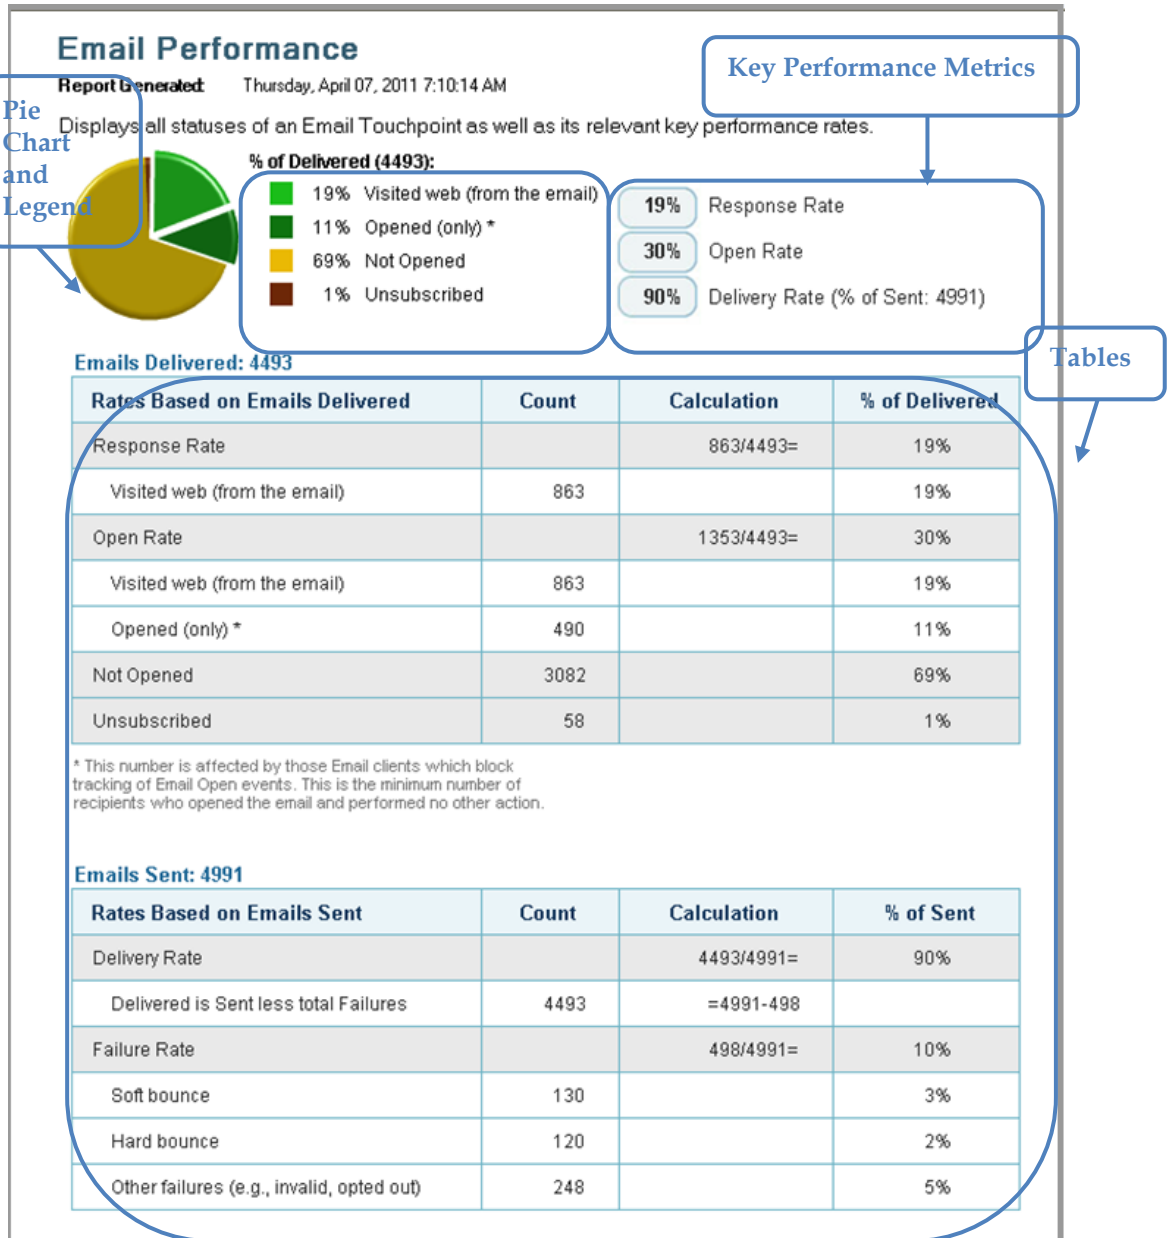 Email Performance
Key Performance Metrics
Report Generated: Thursday, April 07, 2011 7:10:14 AM
Pie
Chart
and
Legend
Displays all statuses of an Email Touchpoint as well as its relevant key performance rates.
% of Delivered (4493):
19% Visited web (from the email)
11% Opened (only) *
69% Not Opened
1% Unsubscribed
19% Response Rate
30% Open Rate
90% Delivery Rate (% of Sent: 4991)
Tables
Emails Delivered: 4493
Rates Based on Emails Delivered Count Calculation % of Delivered
Response Rate 863/4493= 19%
Visited web (from the email) 863 19%
Open Rate 1353/4493= 30%
Visited web (from the email) 863 19%
Opened (only) * 490 11%
Not Opened 3082 69%
Unsubscribed 58 1%
* This number is affected by those Email clients which block
tracking of Email Open events. This is the minimum number of
recipients who opened the email and performed no other action.
Emails Sent: 4991
Rates Based on Emails Sent Count Calculation % of Sent
Delivery Rate 4493/4991= 90%
Delivered is Sent less total Failures 4493 =4991-498
Failure Rate 498/4991= 10%
Soft bounce 130 3%
Hard bounce 120 2%
Other failures (e.g., invalid, opted out) 248 5%